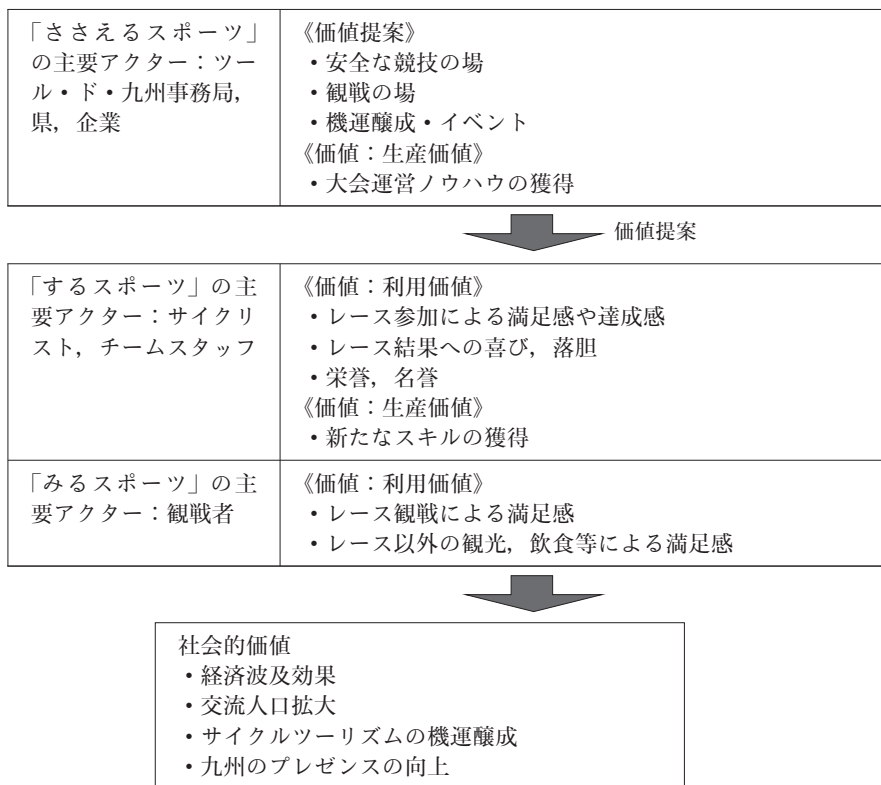 「ささえるスポーツ」
の主要アクター：ツー
ル・ド・九州事務局，
県，企業
《価値提案》
・安全な競技の場
・観戦の場
・機運醸成・イベント
《価値：生産価値》
・大会運営ノウハウの獲得
価値提案
「するスポーツ」の主
要アクター：サイクリ
スト，チームスタッフ
《価値：利用価値》
・レース参加による満足感や達成感
・レース結果への喜び，落胆
・栄誉，名誉
《価値：生産価値》
・新たなスキルの獲得
「みるスポーツ」の主
要アクター：観戦者
《価値：利用価値》
・レース観戦による満足感
・レース以外の観光，飲食等による満足感
社会的価値
・経済波及効果
・交流人口拡大
・サイクルツーリズムの機運醸成
・九州のプレゼンスの向上